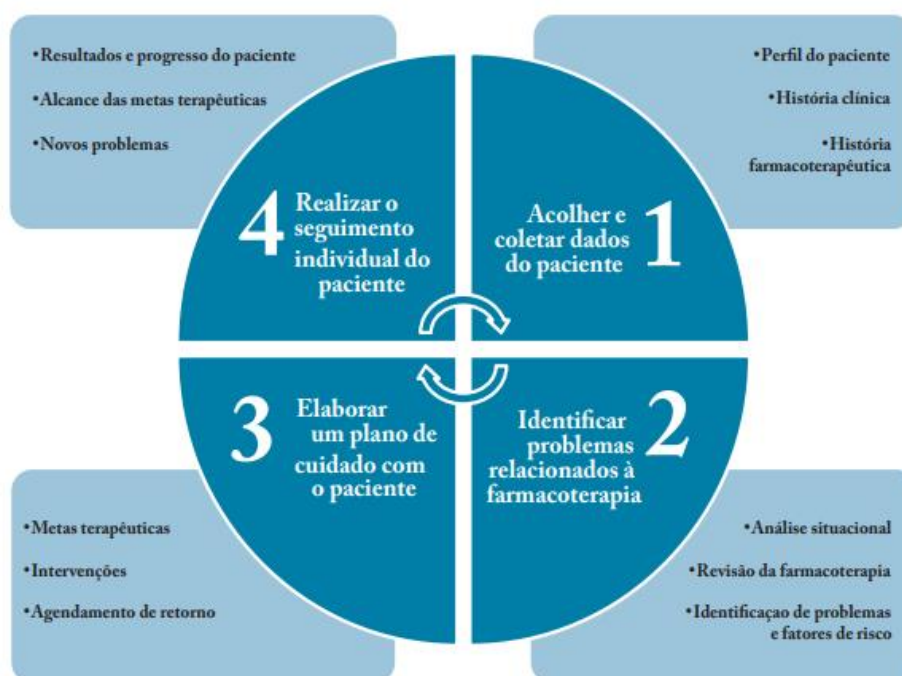 •Resultados e progresso do paciente
•Alcance das metas terapêuticas
•Novos problemas
•Perfil do paciente
•História clínica
•História
farmacoterapêutica
4
Realizar o
seguimento
individual do
paciente
1
Acolher e
coletar dados
do paciente
3
Elaborar
um plano de
cuidado com
o paciente
2
Identificar
problemas
relacionados à
farmacoterapia
•Metas terapêuticas
•Intervenções
•Agendamento de retorno
•Análise situacional
•Revisão da farmacoterapia
•Identificaçao de problemas
e fatores de risco